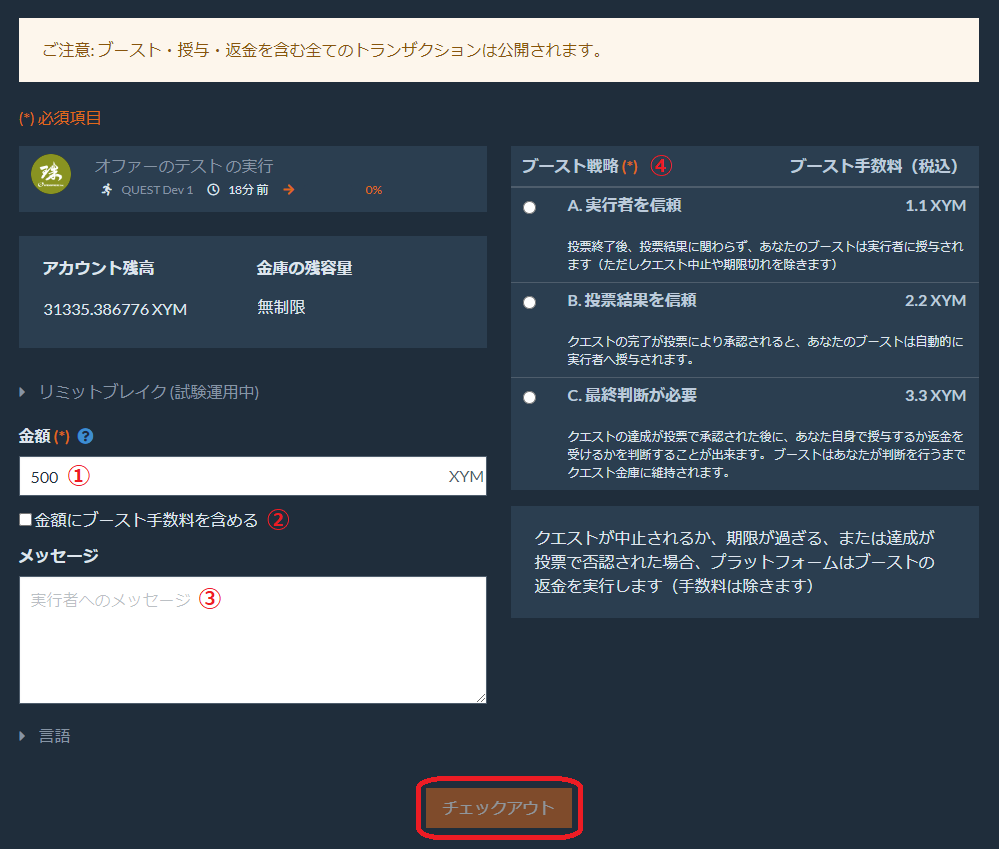 ご注意: ブースト・授与・返金を含む全てのトランザクションは公開されます。
(*) 必須項目
オファーのテスト の実行
QUEST Dev 1 18分 前 → 0%
アカウント残高 金庫の残容量
31335.386776 XYM 無制限
リミットブレイク (試験運用中)
金額 (*) ?
500 ① XYM
金額にブースト手数料を含める ②
メッセージ
実行者へのメッセージ ③
言語
ブースト戦略 (*) ④ ブースト手数料（税込）
A. 実行者を信頼 1.1 XYM
投票終了後、投票結果に関わらず、あなたのブーストは実行者に授与され
ます（ただしクエスト中止や期限切れを除きます）
B. 投票結果を信頼 2.2 XYM
クエストの完了が投票により承認されると、あなたのブーストは自動的に
実行者へ授与されます。
C. 最終判断が必要 3.3 XYM
クエストの達成が投票で承認された後に、あなた自身で授与するか返金を
受けるかを判断することが出来ます。ブーストはあなたが判断を行うまで
クエスト金庫に維持されます。
クエストが中止されるか、期限が過ぎる、または達成が
投票で否認された場合、プラットフォームはブーストの
返金を実行します（手数料は除きます）
チェックアウト